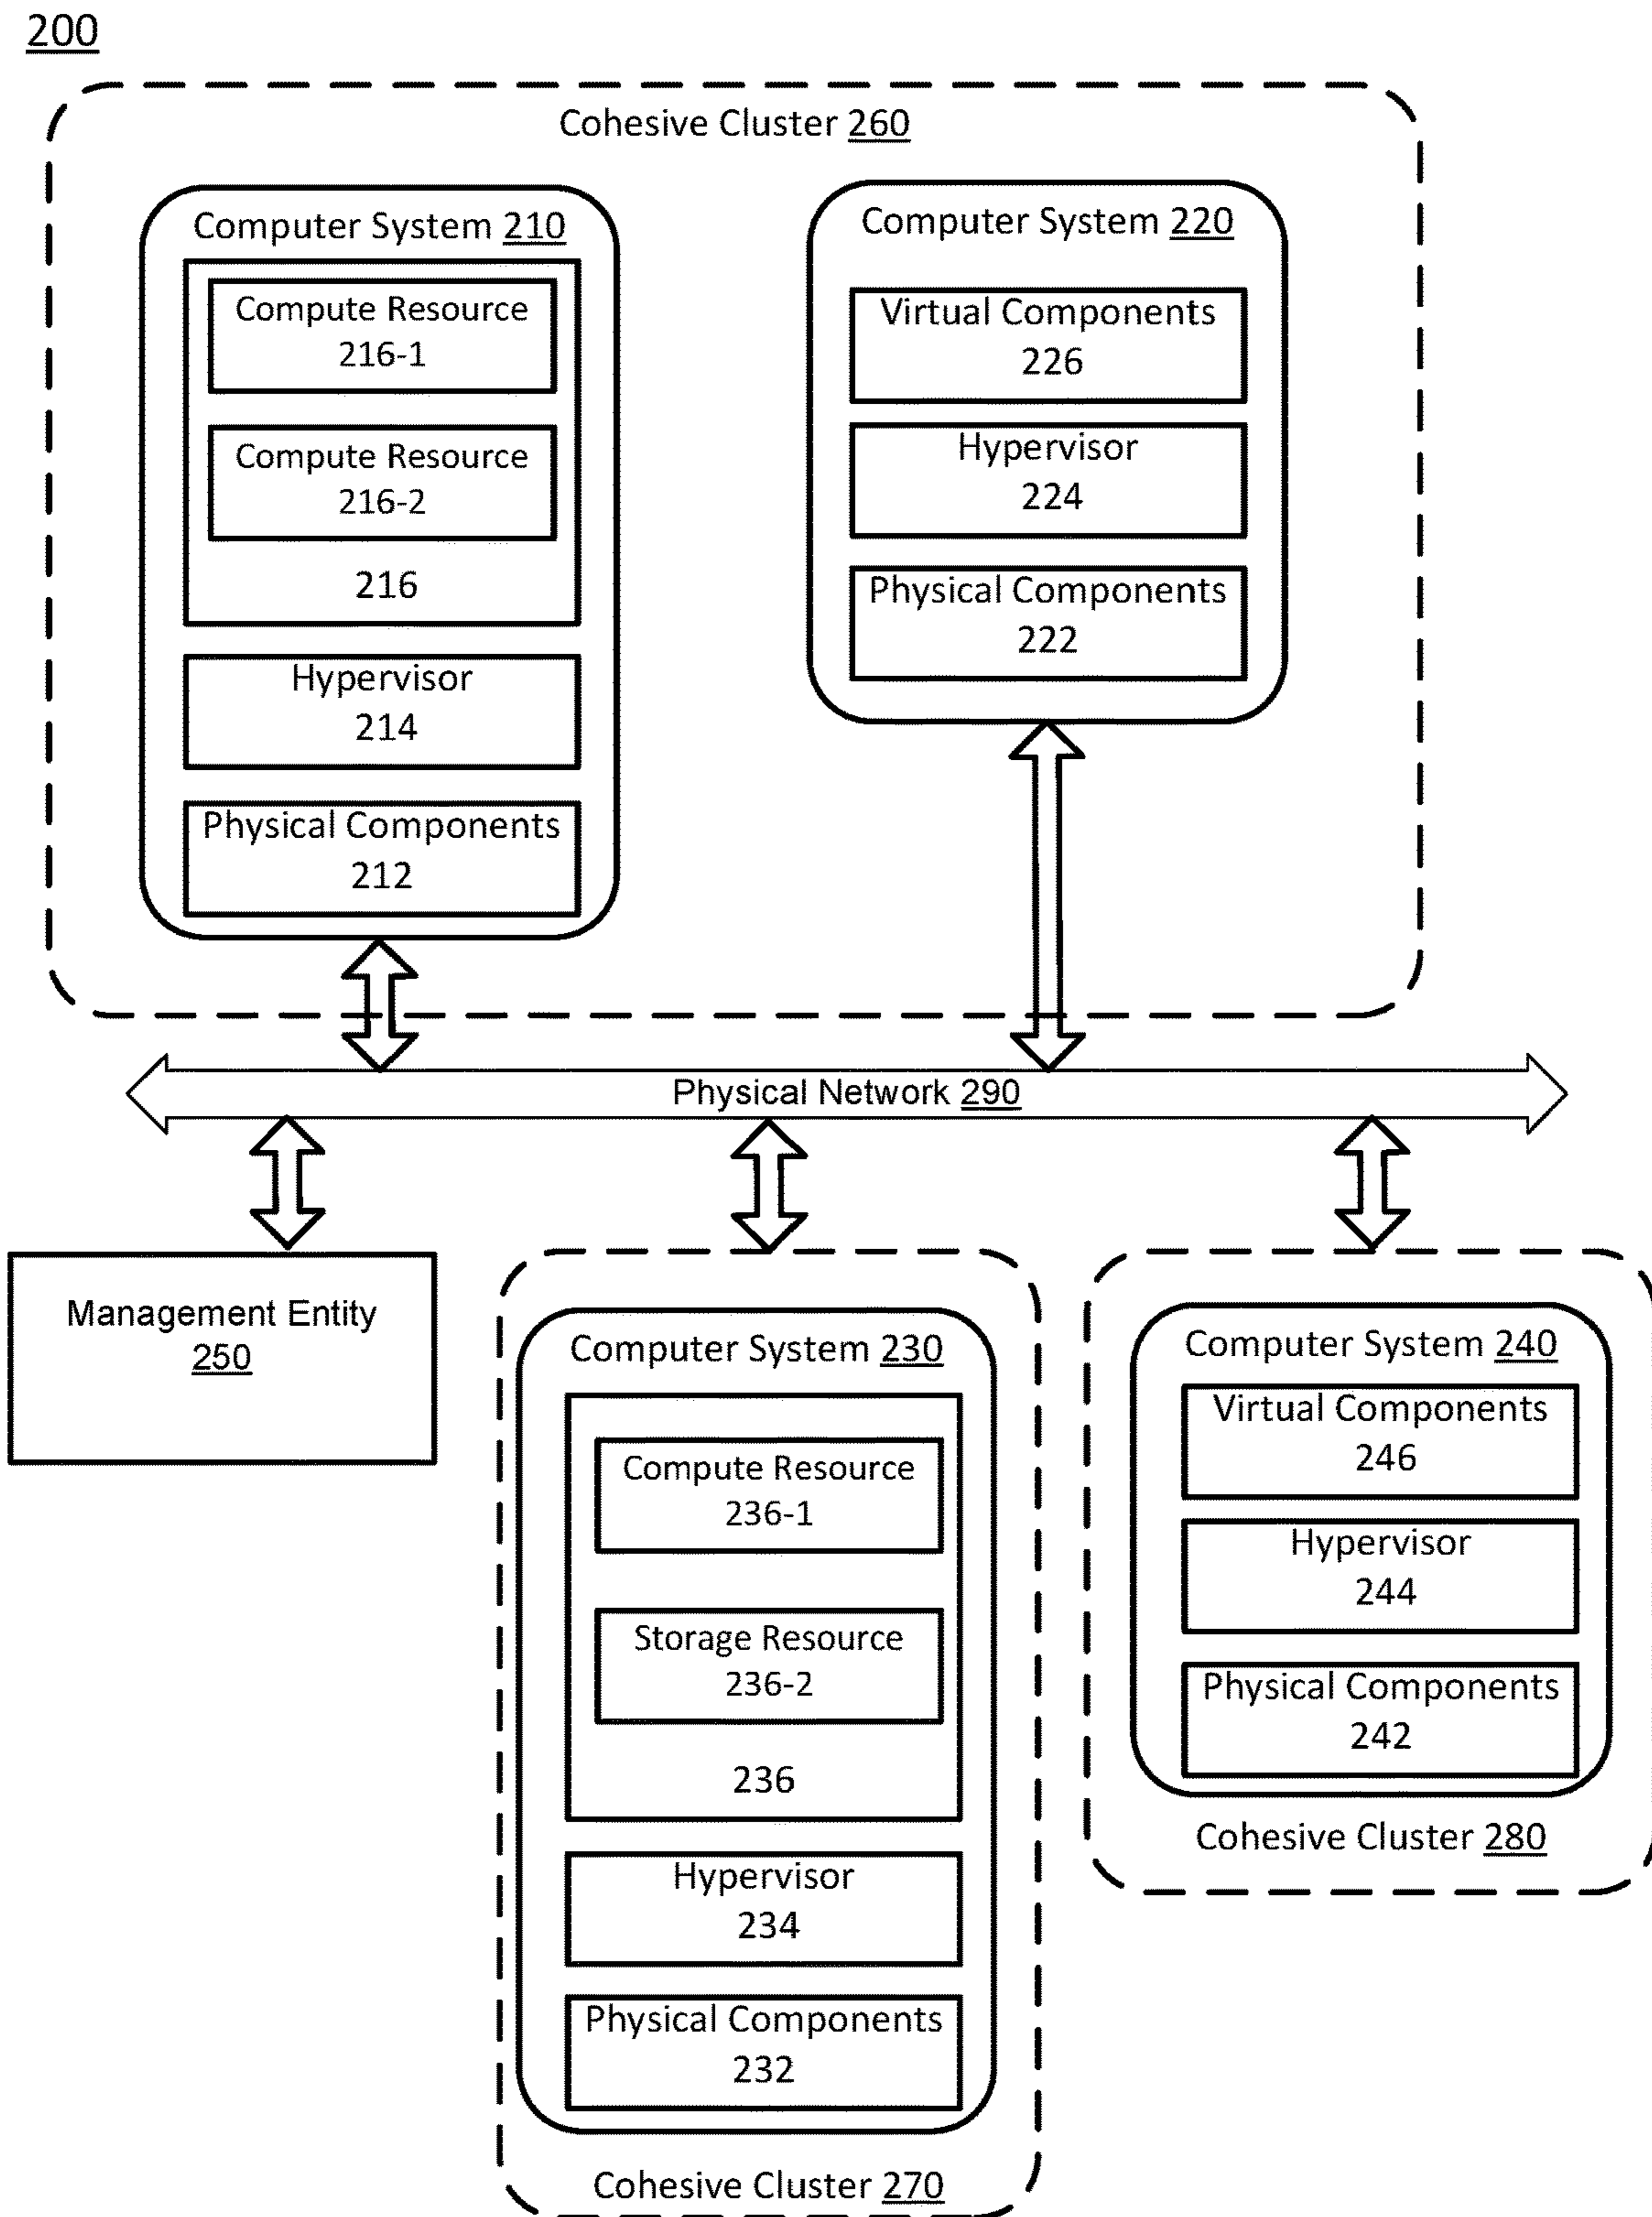 200
Cohesive Cluster 260
Computer System 210
Compute Resource
216-1
Compute Resource
216-2
216
Hypervisor
214
Physical Components
212
Computer System 220
Virtual Components
226
Hypervisor
224
Physical Components
222
Physical Network 290
Management Entity
250
Computer System 230
Compute Resource
236-1
Storage Resource
236-2
236
Hypervisor
234
Physical Components
232
Cohesive Cluster 270
Computer System 240
Virtual Components
246
Hypervisor
244
Physical Components
242
Cohesive Cluster 280